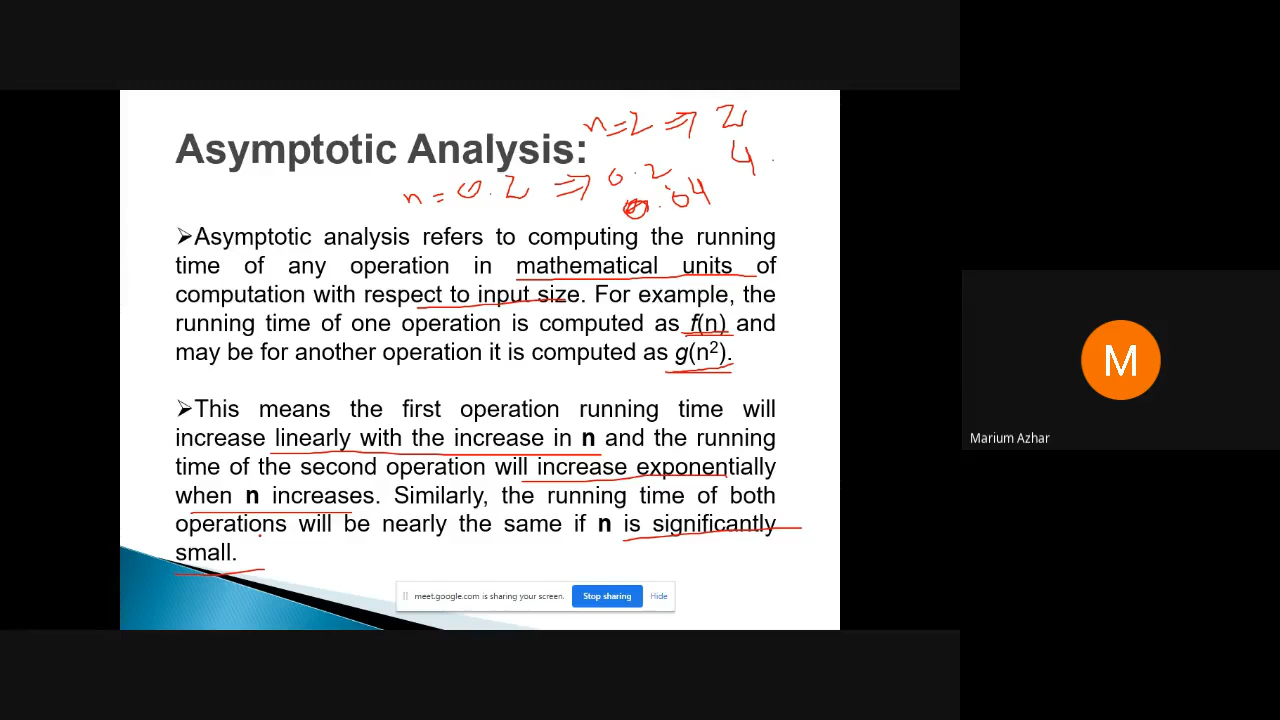 n=2 ⇒ 2
4
Asymptotic Analysis:
n = 0.2 ⇒ 0.2
0.04
➢Asymptotic analysis refers to computing the running
time of any operation in mathematical units of
computation with respect to input size. For example, the
running time of one operation is computed as f(n) and
may be for another operation it is computed as g(n²).
➢This means the first operation running time will
increase linearly with the increase in n and the running
time of the second operation will increase exponentially
when n increases. Similarly, the running time of both
operations will be nearly the same if n is significantly
small.
meet.google.com is sharing your screen. Stop sharing Hide
M
Marium Azhar